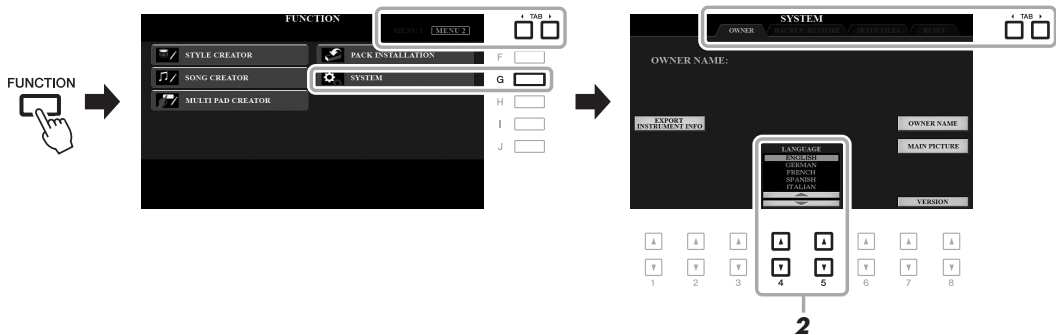 FUNCTION
FUNCTION
MENU 1 MENU 2
TAB
STYLE CREATOR
PACK INSTALLATION
SONG CREATOR
SYSTEM
MULTI PAD CREATOR
F
G
H
I
J
SYSTEM
OWNER BACKUP/RESTORE SETUP FILES RESET
TAB
OWNER NAME:
EXPORT
INSTRUMENT INFO
OWNER NAME
MAIN PICTURE
LANGUAGE
ENGLISH
GERMAN
FRENCH
SPANISH
ITALIAN
VERSION
1 2 3 4 5 6 7 8
2